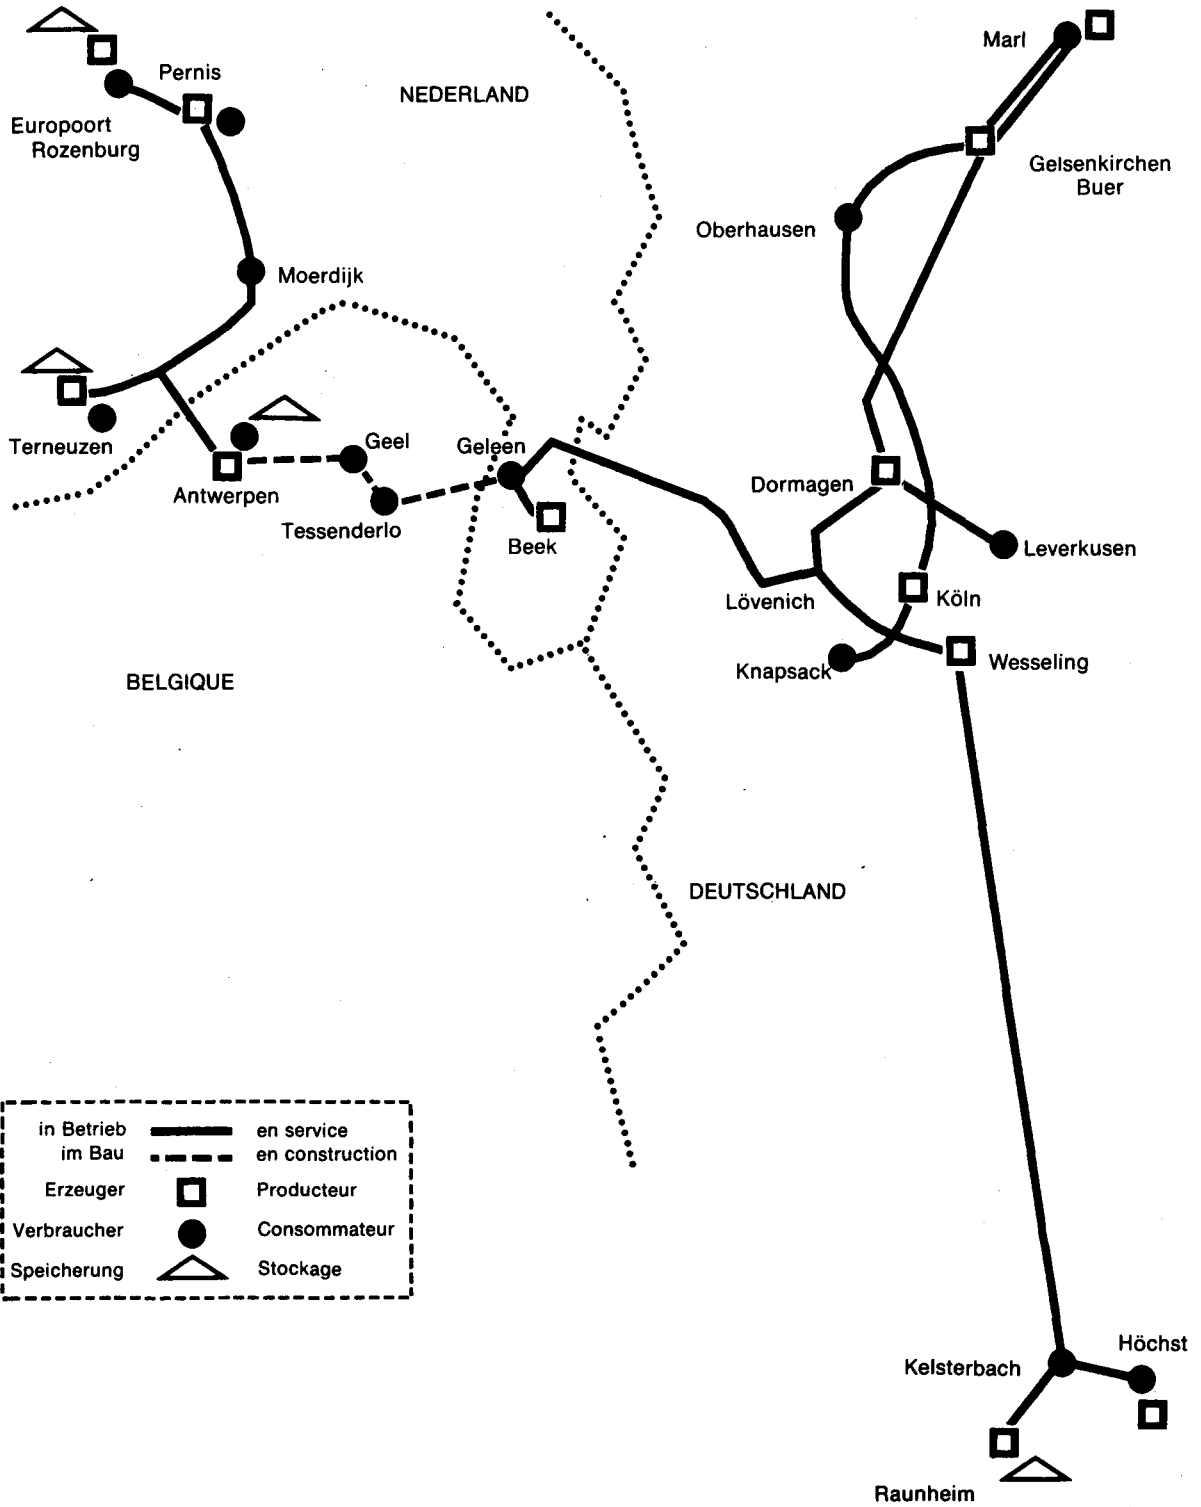 Marl
Pernis
NEDERLAND
Europoort
Rozenburg
Gelsenkirchen
Buer
Oberhausen
Moerdijk
Terneuzen
Geel
Geleen
Antwerpen
Dormagen
Tessenderlo
Beek
Leverkusen
Lövenich
Köln
Knapsack
Wesseling
BELGIQUE
DEUTSCHLAND
in Betrieb en service
im Bau en construction
Erzeuger Producteur
Verbraucher Consommateur
Speicherung Stockage
Höchst
Kelsterbach
Raunheim